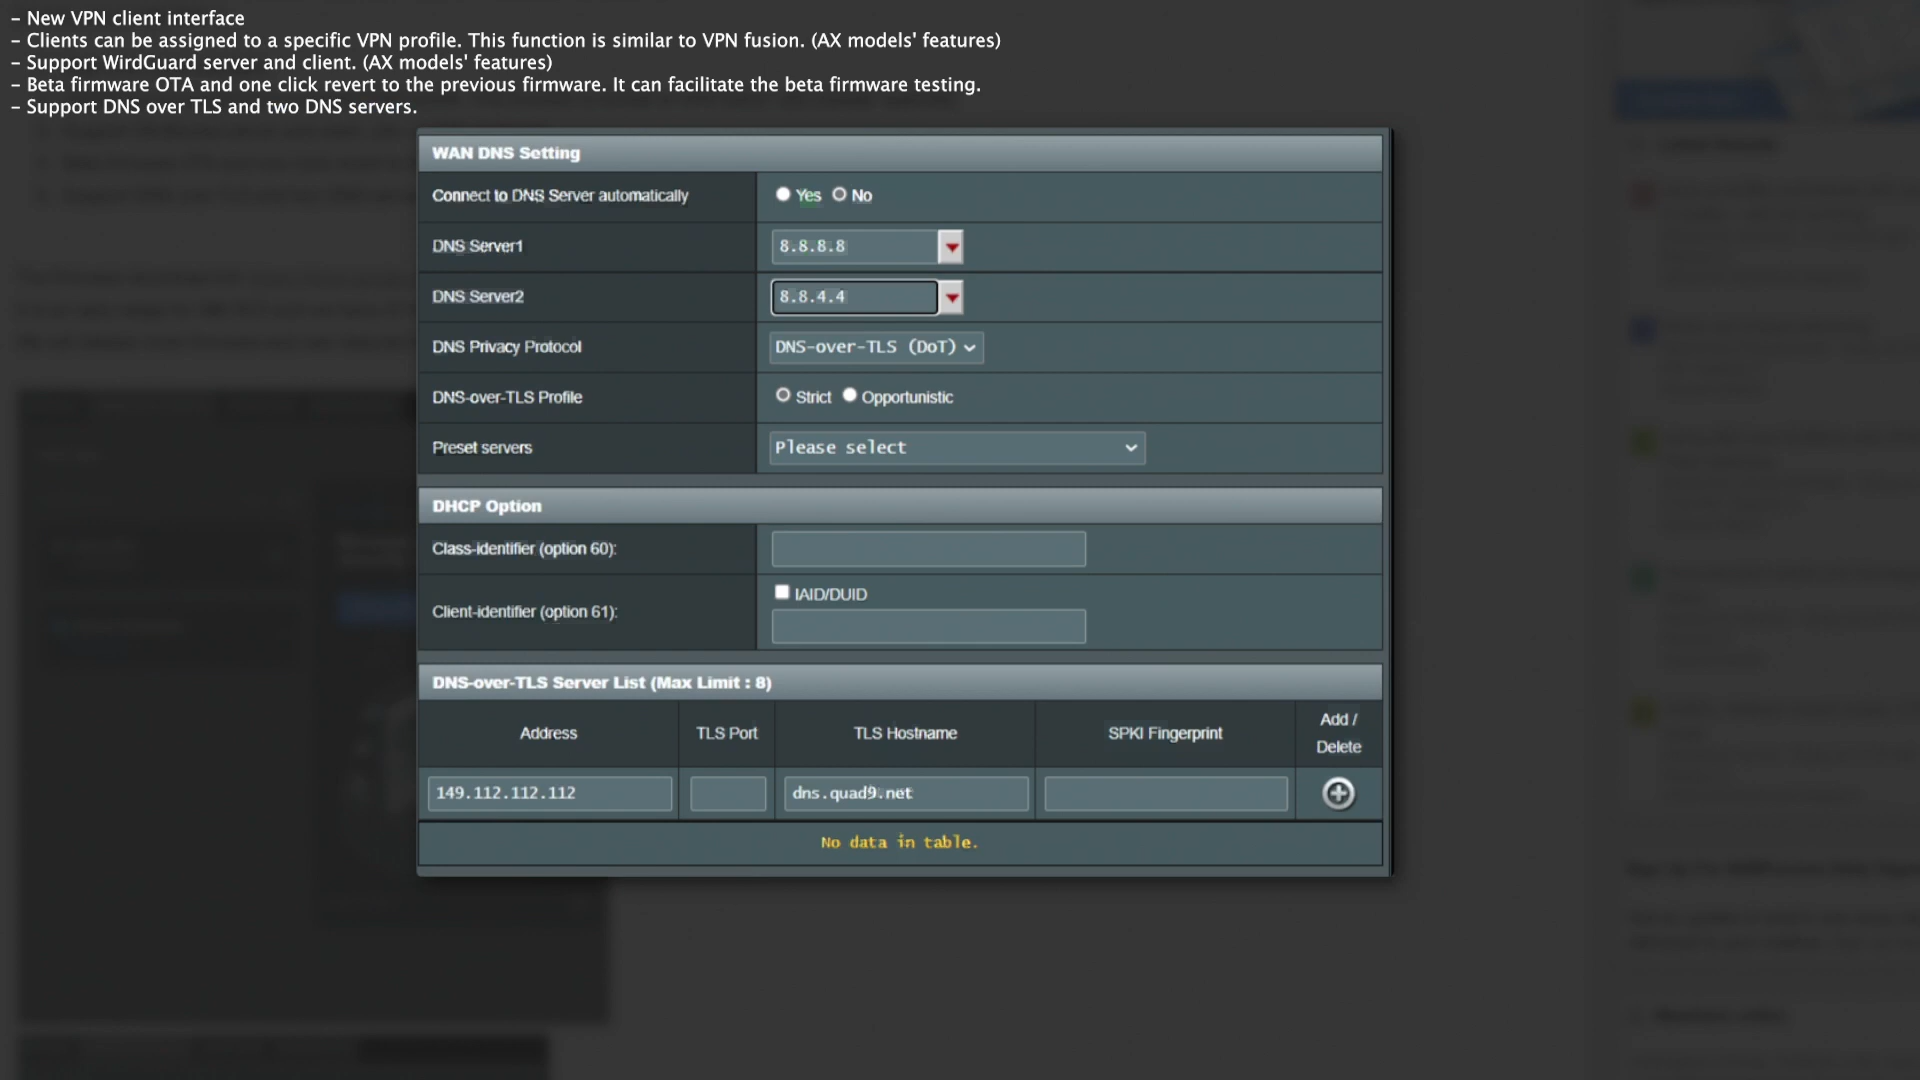 - New VPN client interface
- Clients can be assigned to a specific VPN profile. This function is similar to VPN fusion. (AX models' features)
- Support WirdGuard server and client. (AX models' features)
- Beta firmware OTA and one click revert to the previous firmware. It can facilitate the beta firmware testing.
- Support DNS over TLS and two DNS servers.
WAN DNS Setting
Connect to DNS Server automatically Yes No
DNS Server1 8.8.8.8
DNS Server2 8.8.4.4
DNS Privacy Protocol DNS-over-TLS (DoT)
DNS-over-TLS Profile Strict Opportunistic
Preset servers Please select
DHCP Option
Class-identifier (option 60):
IAID/DUID
Client-identifier (option 61):
DNS-over-TLS Server List (Max Limit : 8)
Address TLS Port TLS Hostname SPKI Fingerprint Add / Delete
149.112.112.112 dns.quad9.net
No data in table.